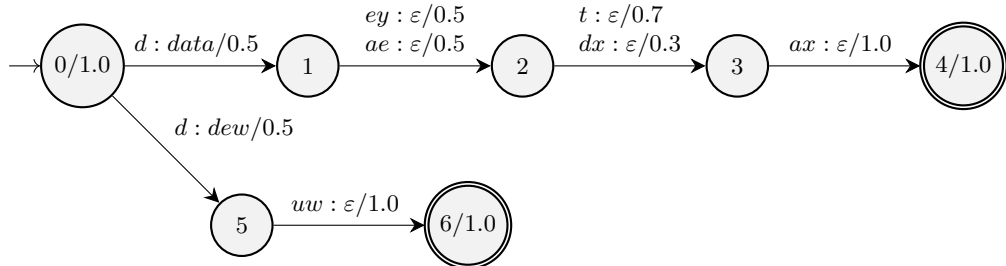 ey : ε/0.5
t : ε/0.7
0/1.0
d : data/0.5
1
ae : ε/0.5
2
dx : ε/0.3
3
ax : ε/1.0
4/1.0
d : dew/0.5
5
uw : ε/1.0
6/1.0